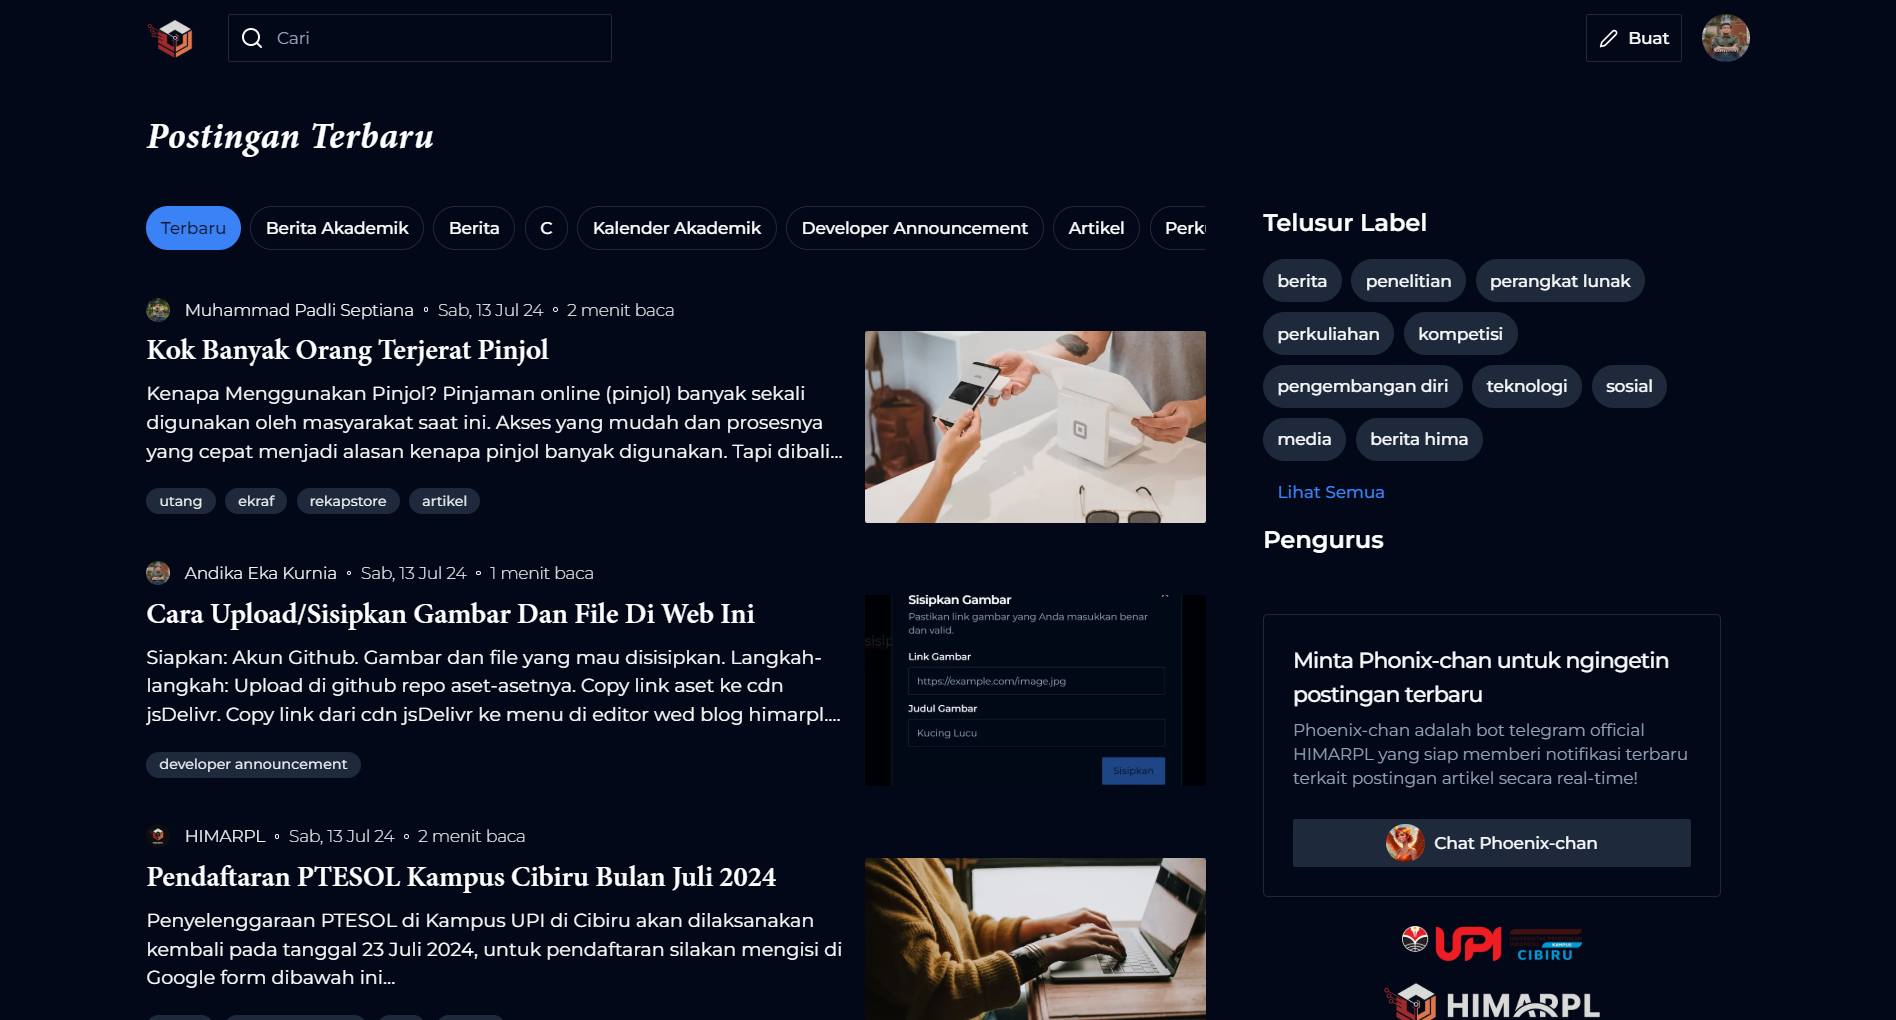 Cari
Buat
Postingan Terbaru
Terbaru
Berita Akademik
Berita
C
Kalender Akademik
Developer Announcement
Artikel
Muhammad Padli Septiana
Sab, 13 Jul 24
2 menit baca
Kok Banyak Orang Terjerat Pinjol
Kenapa Menggunakan Pinjol? Pinjaman online (pinjol) banyak sekali
digunakan oleh masyarakat saat ini. Akses yang mudah dan prosesnya
yang cepat menjadi alasan kenapa pinjol banyak digunakan. Tapi dibali...
utang
ekraf
rekapstore
artikel
Andika Eka Kurnia
Sab, 13 Jul 24
1 menit baca
Cara Upload/Sisipkan Gambar Dan File Di Web Ini
Siapkan: Akun Github. Gambar dan file yang mau disisipkan. Langkah-
langkah: Upload di github repo aset-asetnya. Copy link aset ke cdn
jsDelivr. Copy link dari cdn jsDelivr ke menu di editor wed blog himarpl....
developer announcement
Sisipkan Gambar
Pastikan link gambar yang Anda masukkan benar
dan valid.
Link Gambar
https://example.com/image.jpg
Judul Gambar
Kucing Lucu
Sisipkan
HIMARPL
Sab, 13 Jul 24
2 menit baca
Pendaftaran PTESOL Kampus Cibiru Bulan Juli 2024
Penyelenggaraan PTESOL di Kampus UPI di Cibiru akan dilaksanakan
kembali pada tanggal 23 Juli 2024, untuk pendaftaran silakan mengisi di
Google form dibawah ini...
Telusur Label
berita
penelitian
perangkat lunak
perkuliahan
kompetisi
pengembangan diri
teknologi
sosial
media
berita hima
Lihat Semua
Pengurus
Minta Phonix-chan untuk ngingetin
postingan terbaru
Phoenix-chan adalah bot telegram official
HIMARPL yang siap memberi notifikasi terbaru
terkait postingan artikel secara real-time!
Chat Phoenix-chan
UPI
KAMPUS
CIBIRU
HIMARPL